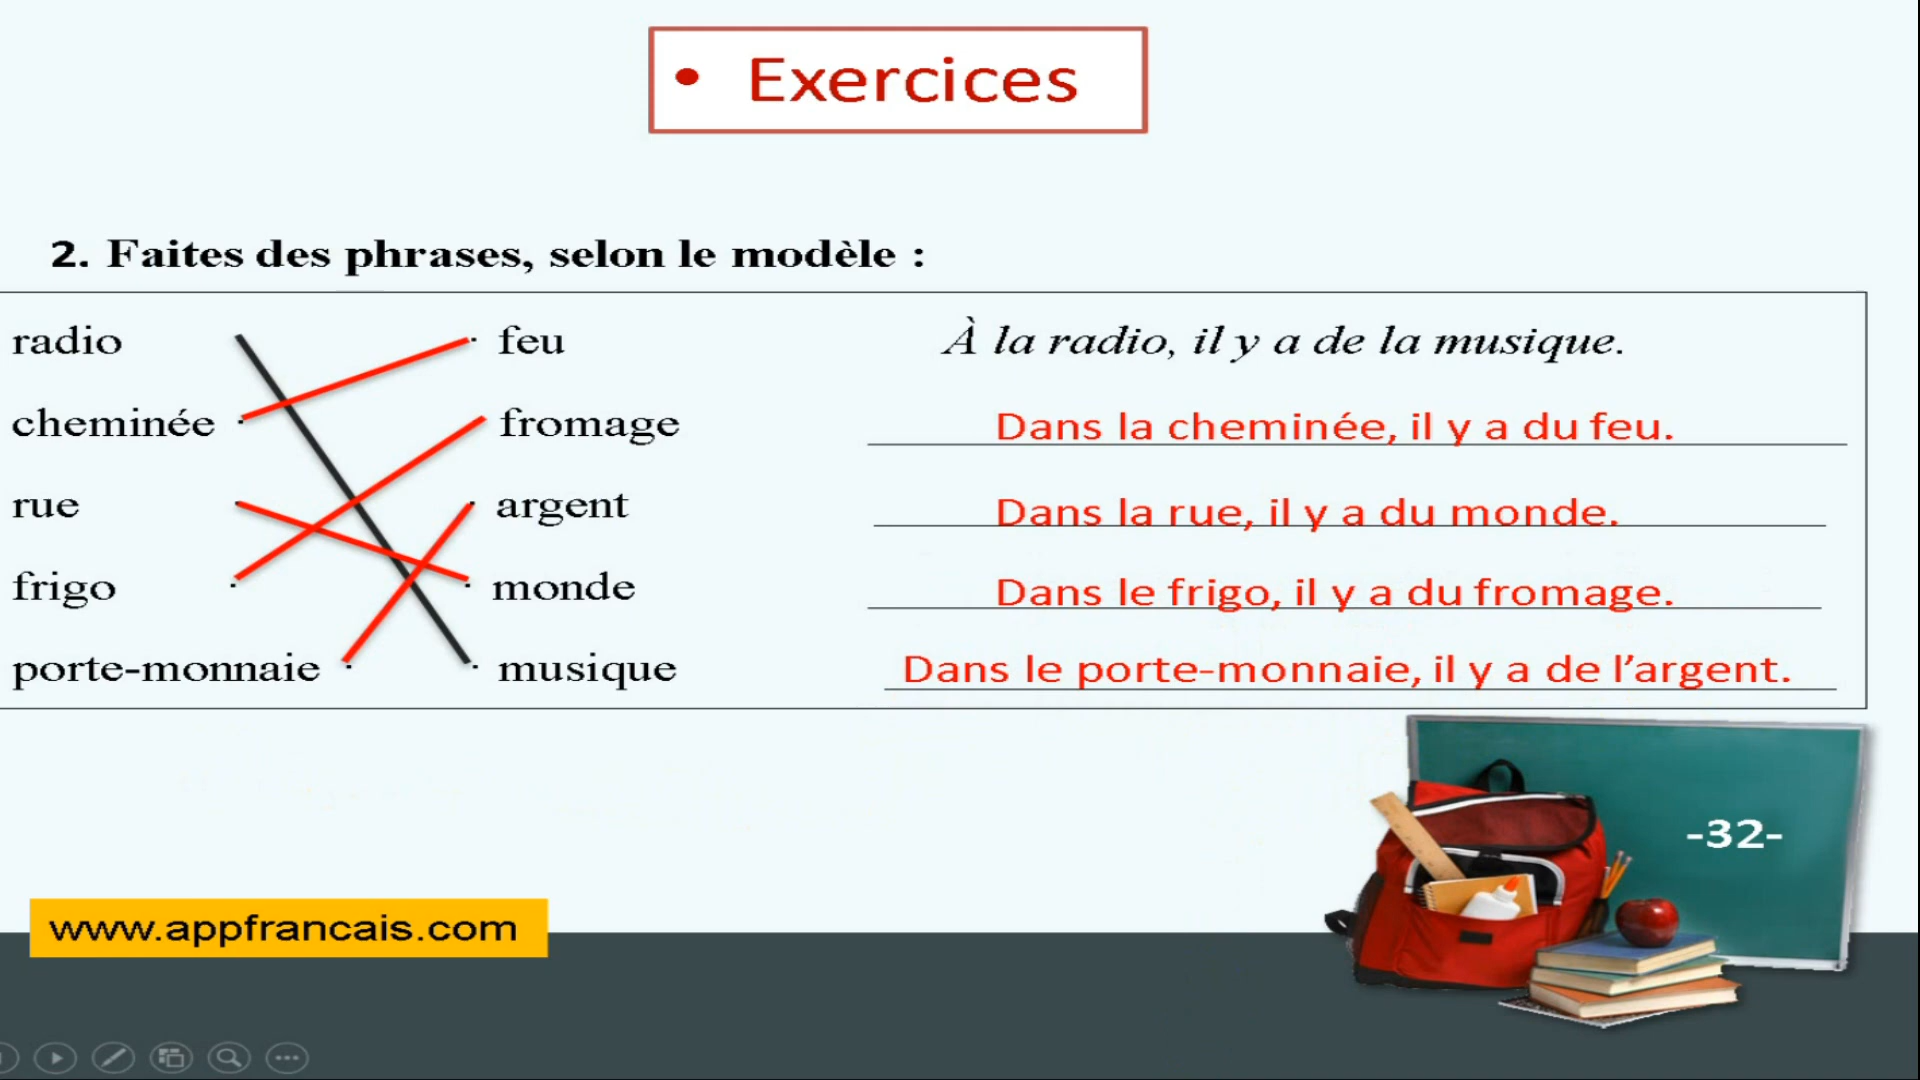 • Exercices
2. Faites des phrases, selon le modèle :
radio · feu À la radio, il y a de la musique.
cheminée · · fromage Dans la cheminée, il y a du feu.
rue · argent Dans la rue, il y a du monde.
frigo · · monde Dans le frigo, il y a du fromage.
porte-monnaie · · musique Dans le porte-monnaie, il y a de l’argent.
-32-
www.appfrancais.com